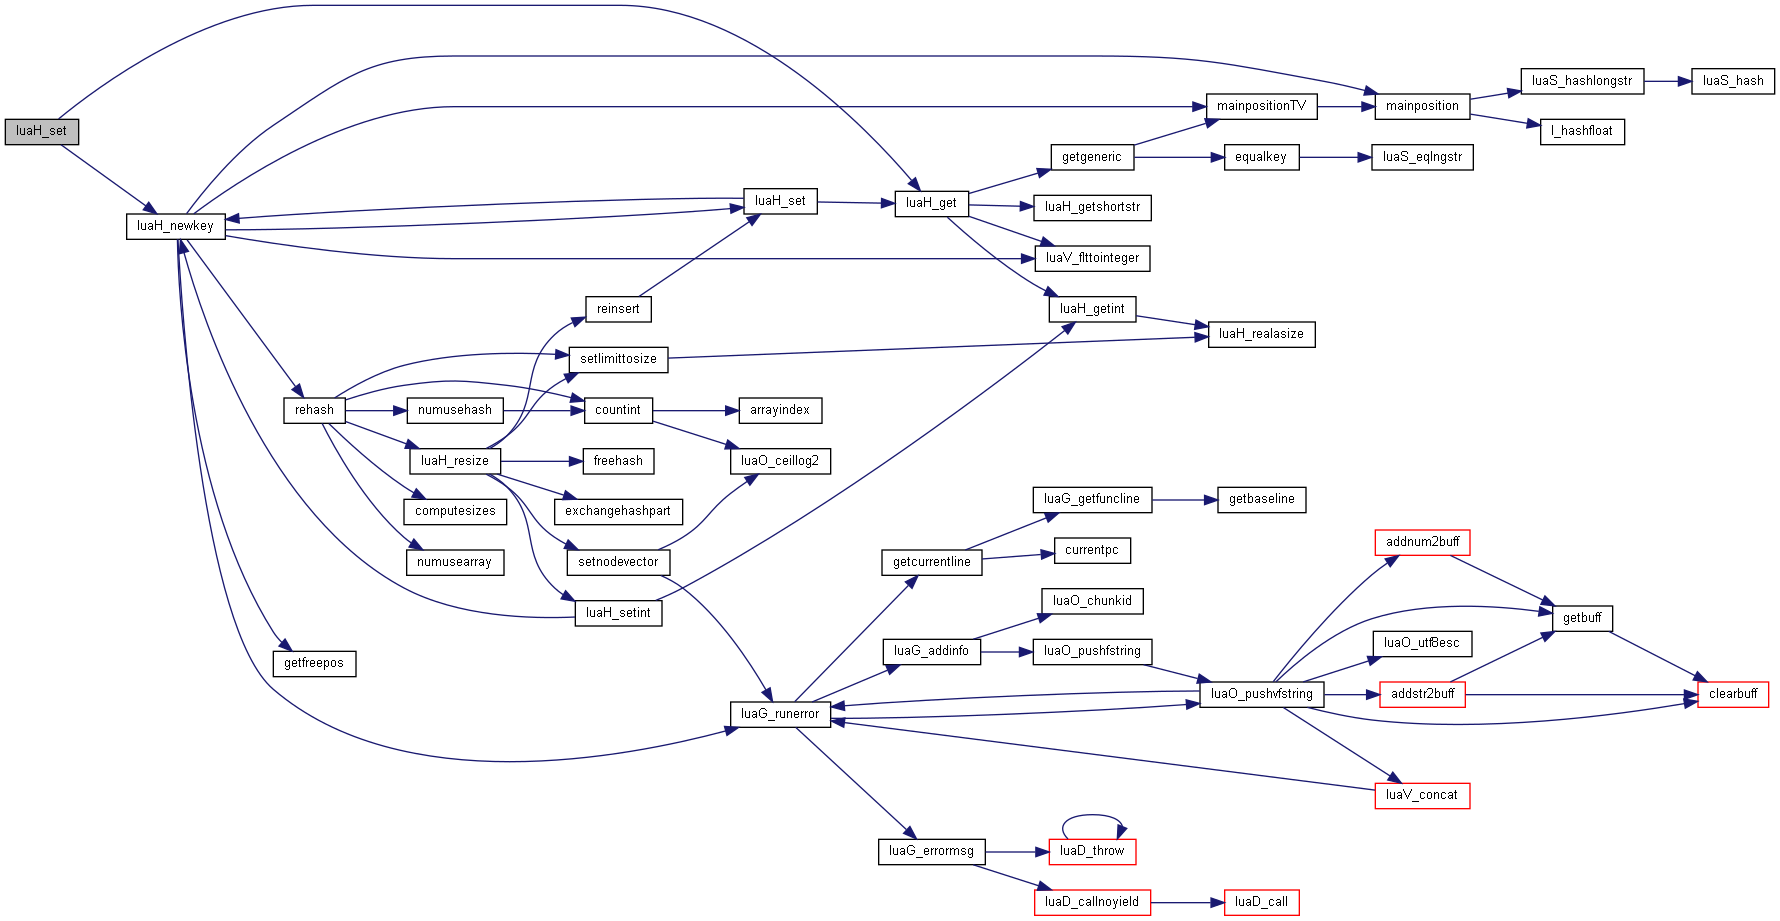 luaH_set
luaH_newkey
rehash
getfreepos
numusehash
luaH_resize
computesizes
numusearray
reinsert
setlimittosize
countint
freehash
exchangehashpart
setnodevector
luaH_setint
luaH_set
arrayindex
luaO_ceillog2
luaG_runerror
luaH_get
getcurrentline
luaG_addinfo
luaG_errormsg
getgeneric
luaH_getshortstr
luaV_flttointeger
luaH_getint
luaG_getfuncline
currentpc
luaO_chunkid
luaO_pushfstring
luaD_throw
luaD_callnoyield
mainpositionTV
equalkey
luaH_realasize
getbaseline
luaO_pushvfstring
luaD_call
mainposition
luaS_eqlngstr
addnum2buff
luaO_utf8esc
addstr2buff
luaV_concat
luaS_hashlongstr
l_hashfloat
getbuff
luaS_hash
clearbuff